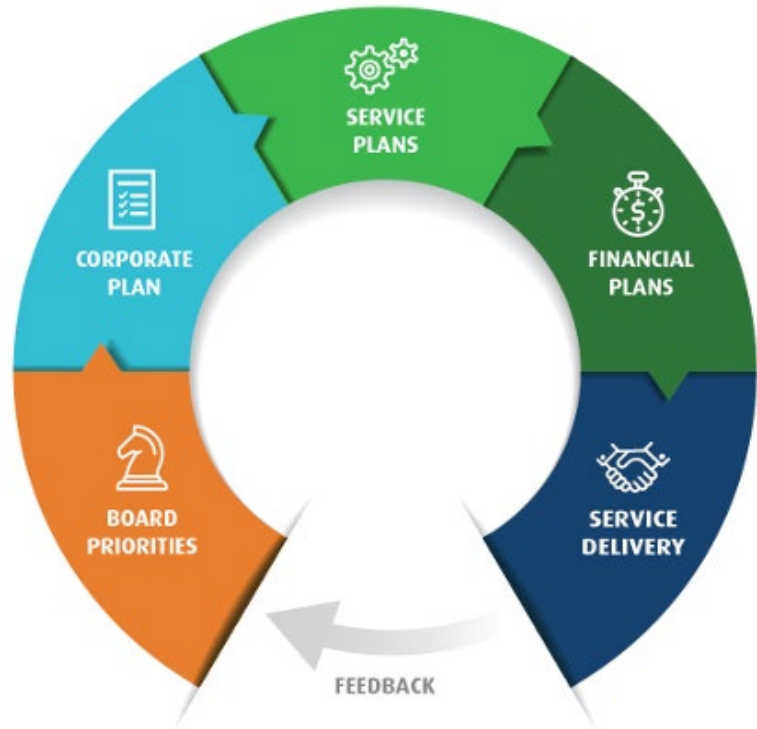 SERVICE
PLANS
CORPORATE
PLAN
FINANCIAL
PLANS
$
BOARD
PRIORITIES
SERVICE
DELIVERY
FEEDBACK